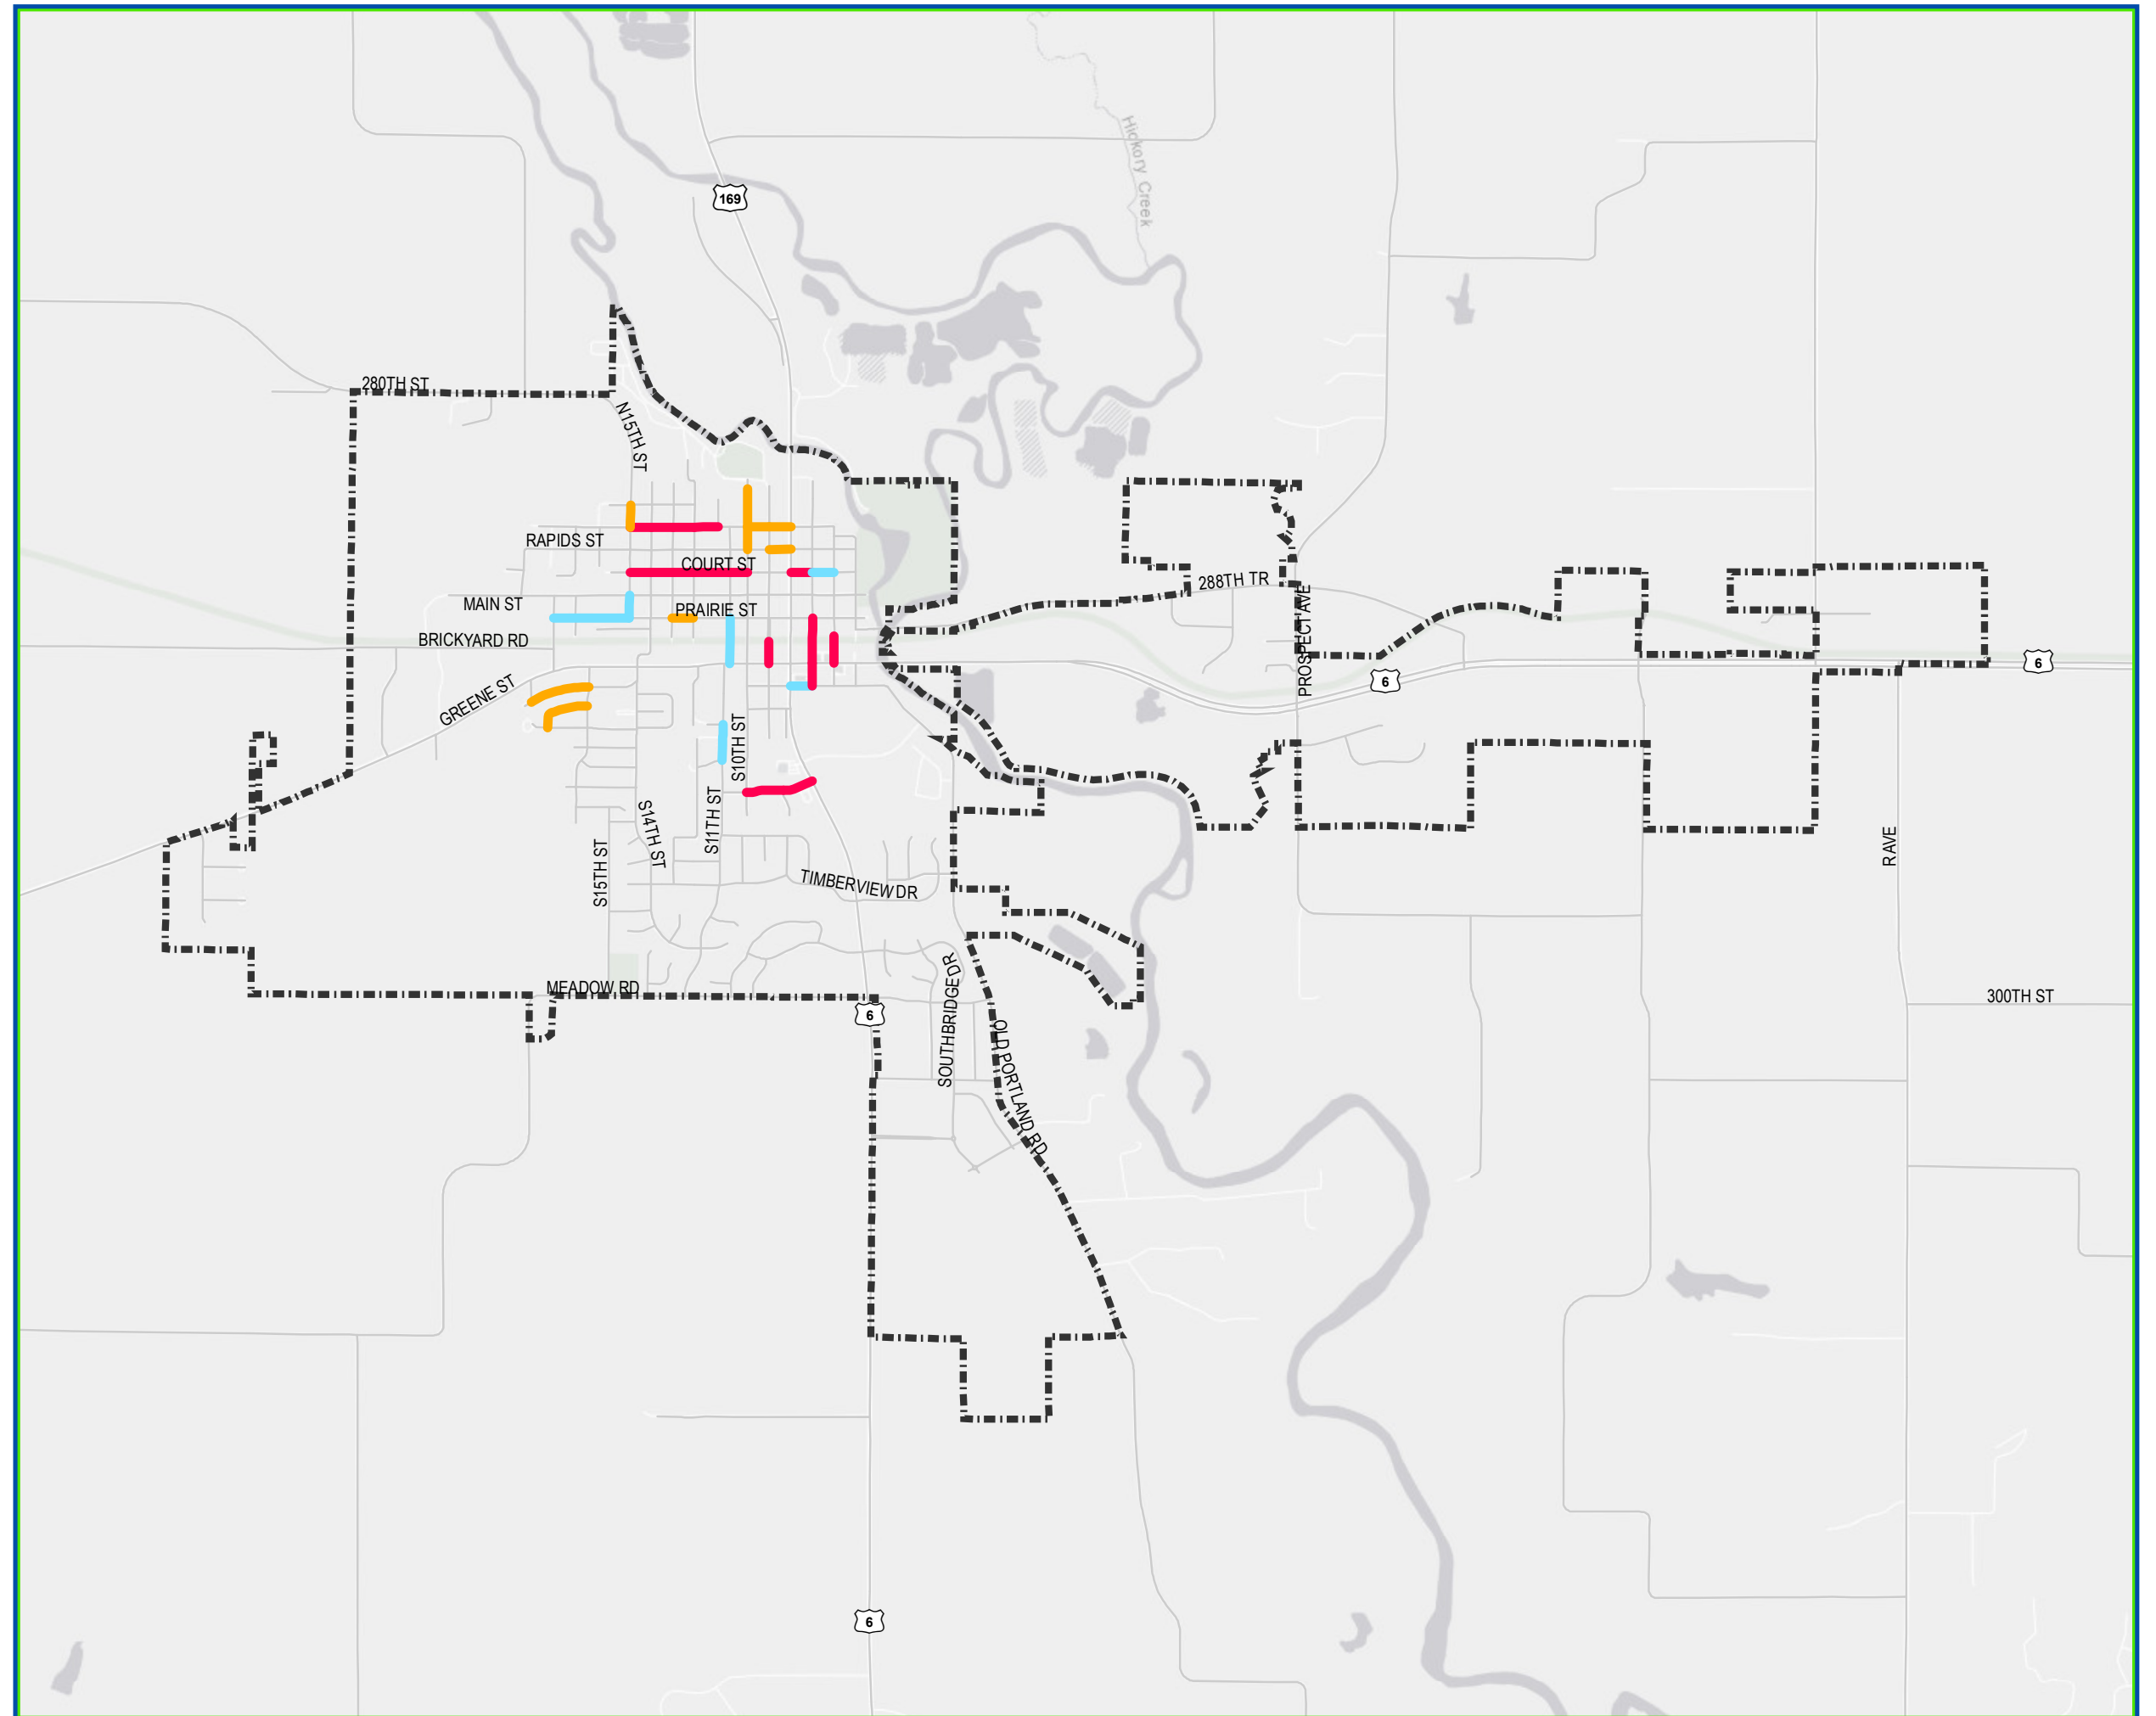 Hickory Creek
169
280TH ST
N15TH ST
RAPIDS ST
COURT ST
288TH TR
MAIN ST
PRAIRIE ST
BRICKYARD RD
PROSPECT AVE
6
6
GREENE ST
S10TH ST
S11TH ST
S14TH ST
S15TH ST
RAVE
TIMBERVIEW DR
MEADOW RD
SOUTHBRIDGE DR
300TH ST
6
OLD PORTLAND RD
6